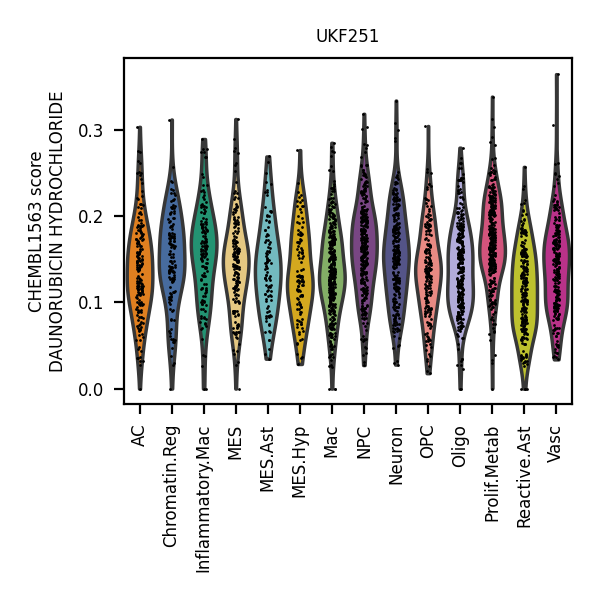 UKF251
CHEMBL1563 score
DAUNORUBICIN HYDROCHLORIDE
0.3
0.2
0.1
0.0
AC
Chromatin.Reg
Inflammatory.Mac
MES
MES.Ast
MES.Hyp
Mac
NPC
Neuron
OPC
Oligo
Prolif.Metab
Reactive.Ast
Vasc